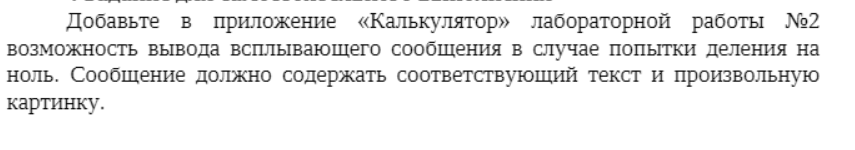 Добавьте в приложение «Калькулятор» лабораторной работы №2
возможность вывода всплывающего сообщения в случае попытки деления на
ноль. Сообщение должно содержать соответствующий текст и произвольную
картинку.